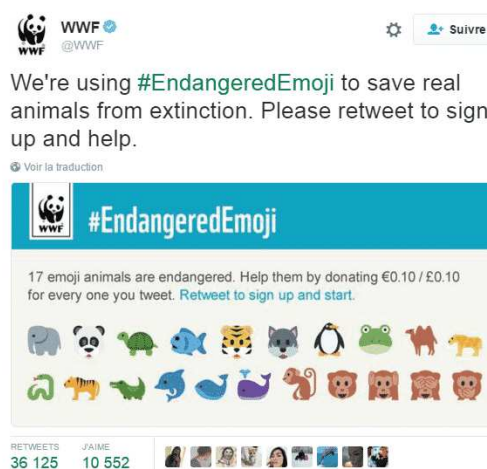 WWF
@WWF
Suivre
WWF
We're using #EndangeredEmoji to save real
animals from extinction. Please retweet to sign
up and help.
Voir la traduction
WWF
#EndangeredEmoji
17 emoji animals are endangered. Help them by donating €0.10 / £0.10
for every one you tweet. Retweet to sign up and start.
RETWEETS J'AIME
36 125 10 552